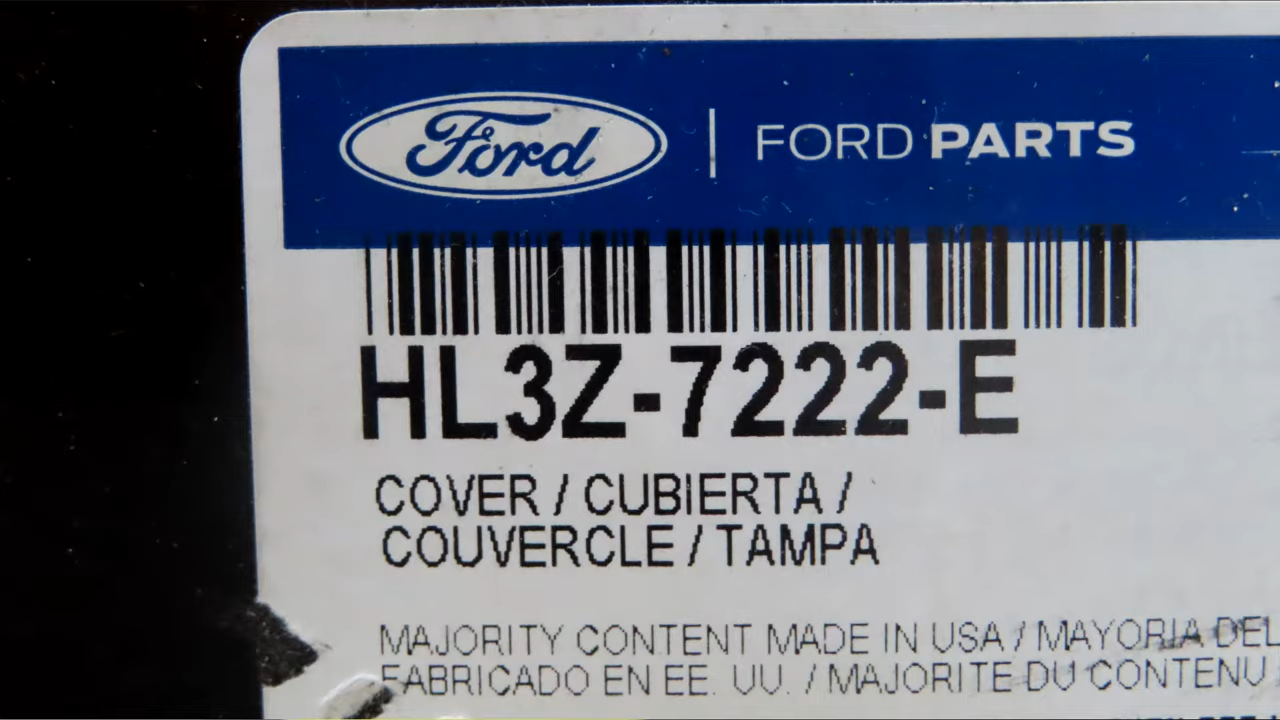 Ford
FORD PARTS
HL3Z-7222-E
COVER / CUBIERTA /
COUVERCLE / TAMPA
MAJORITY CONTENT MADE IN USA / MAYORIA DEL
FABRICADO EN EE. UU. / MAJORITE DU CONTENU